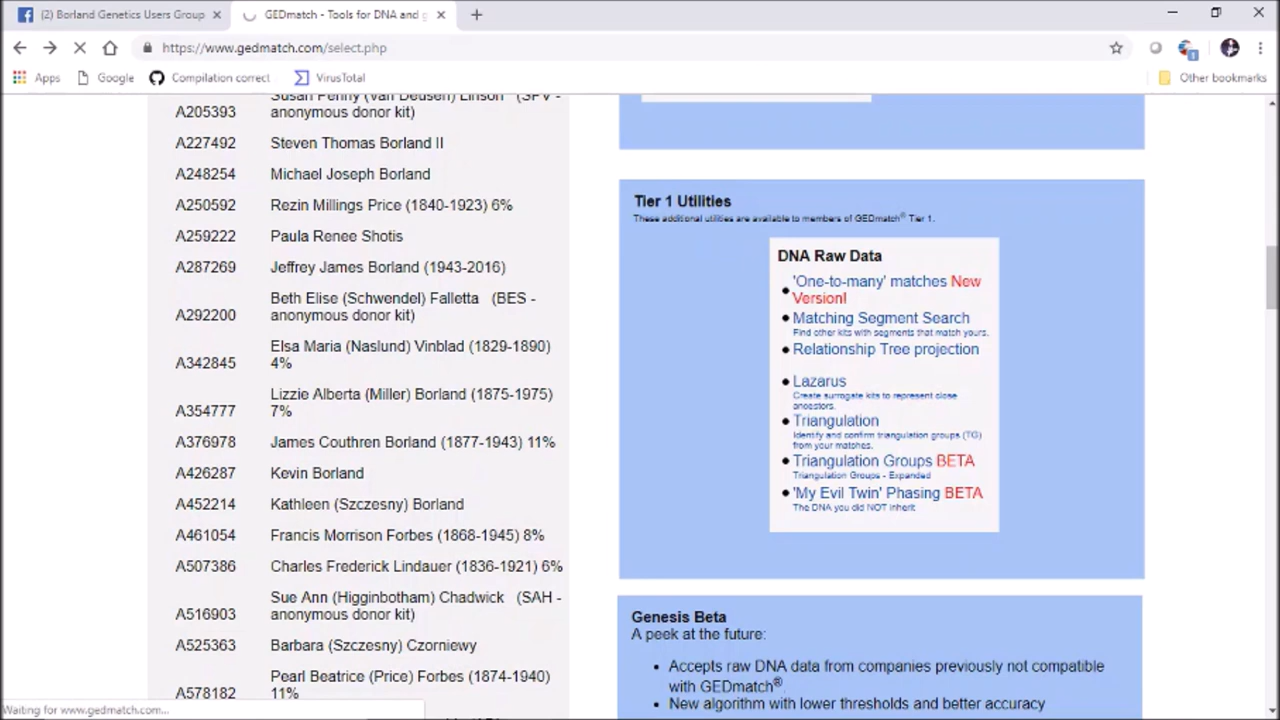 (2) Borland Genetics Users Group
GEDmatch - Tools for DNA and g
https://www.gedmatch.com/select.php
Apps
Google
Compilation correct
VirusTotal
1
Other bookmarks
Susan Penny (Van Deusen) Linson (SPV -
A205393 anonymous donor kit)
A227492 Steven Thomas Borland II
A248254 Michael Joseph Borland
A250592 Rezin Millings Price (1840-1923) 6%
A259222 Paula Renee Shotis
A287269 Jeffrey James Borland (1943-2016)
Beth Elise (Schwendel) Falletta (BES -
A292200 anonymous donor kit)
Elsa Maria (Naslund) Vinblad (1829-1890)
A342845 4%
Lizzie Alberta (Miller) Borland (1875-1975)
A354777 7%
A376978 James Couthren Borland (1877-1943) 11%
A426287 Kevin Borland
A452214 Kathleen (Szczesny) Borland
A461054 Francis Morrison Forbes (1868-1945) 8%
A507386 Charles Frederick Lindauer (1836-1921) 6%
Sue Ann (Higginbotham) Chadwick (SAH -
A516903 anonymous donor kit)
A525363 Barbara (Szczesny) Czorniewy
Pearl Beatrice (Price) Forbes (1874-1940)
A578182 11%
Tier 1 Utilities
These additional utilities are available to members of GEDmatch® Tier 1.
DNA Raw Data
• 'One-to-many' matches New
Version!
• Matching Segment Search
Find other kits with segments that match yours.
• Relationship Tree projection
• Lazarus
Create surrogate kits to represent close
ancestors.
• Triangulation
Identify and confirm triangulation groups (TG)
from your matches.
• Triangulation Groups BETA
Triangulation Groups - Expanded
• 'My Evil Twin' Phasing BETA
The DNA you did NOT inherit
Genesis Beta
A peek at the future:
• Accepts raw DNA data from companies previously not compatible
with GEDmatch®.
• New algorithm with lower thresholds and better accuracy
Waiting for www.gedmatch.com...